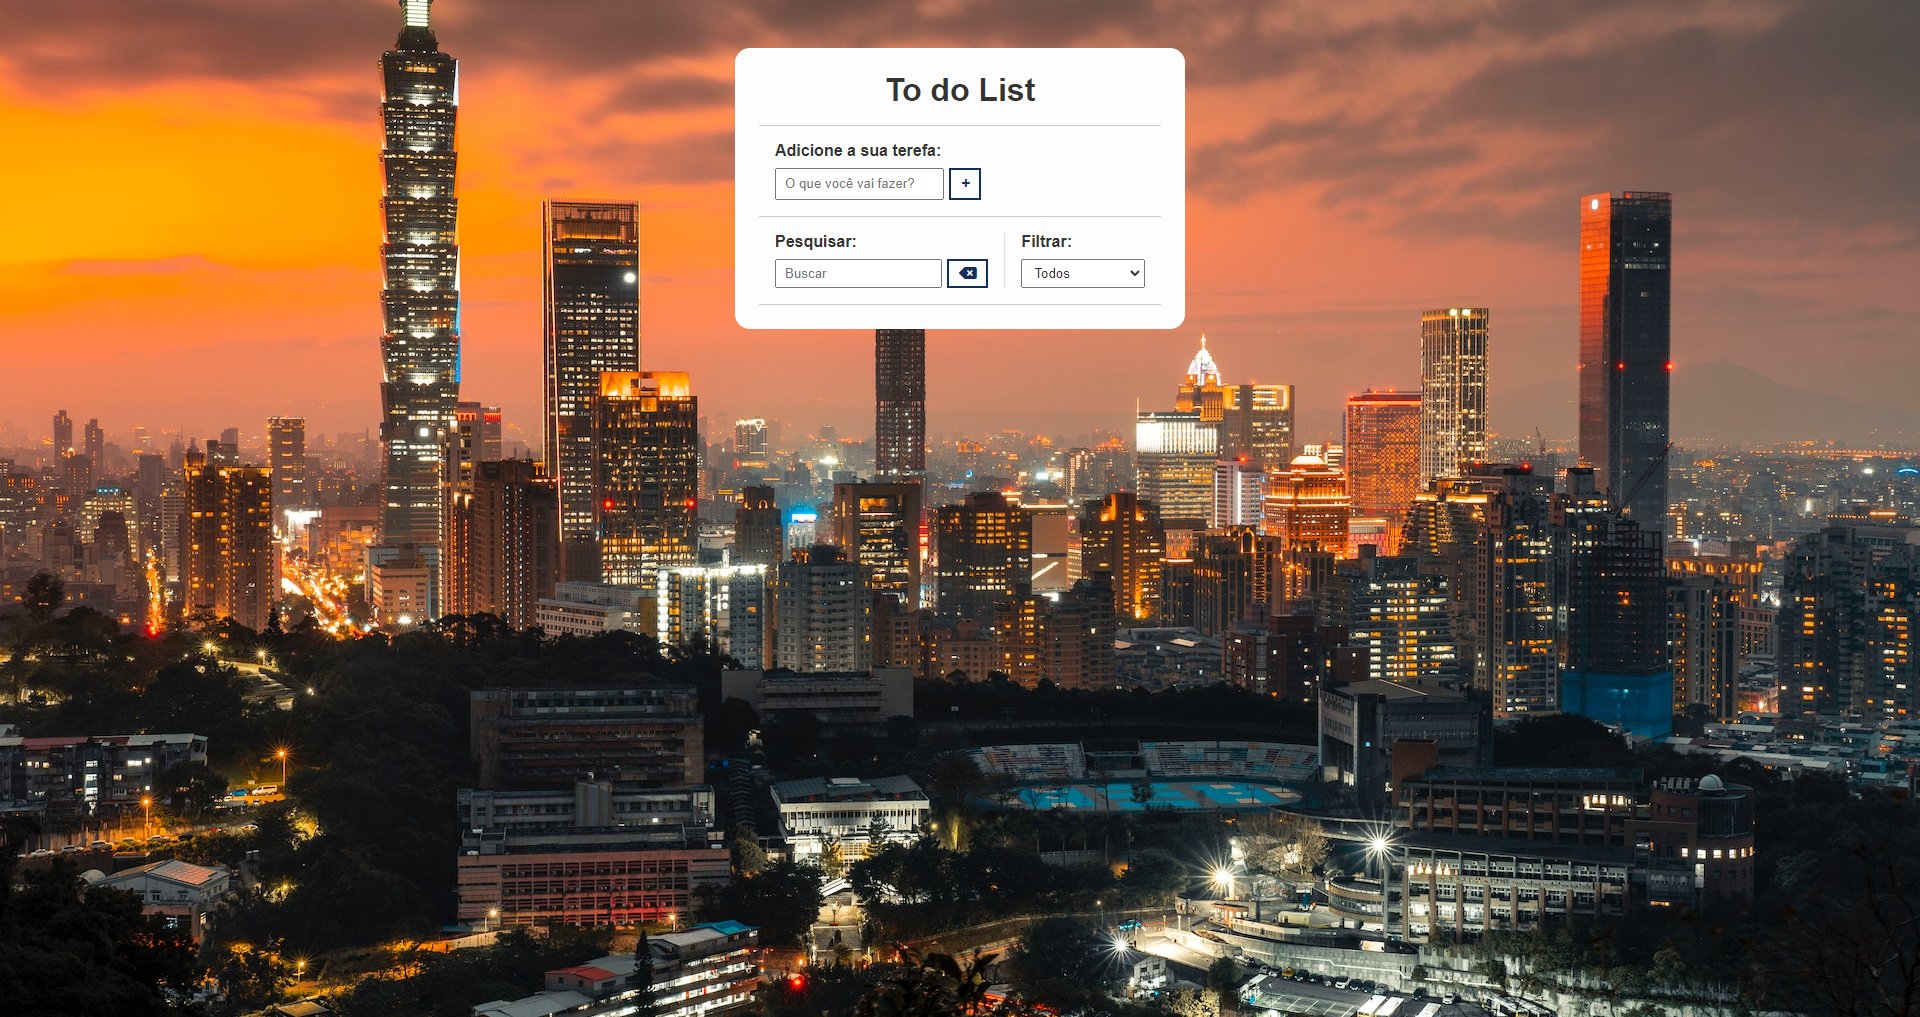 To do List
Adicione a sua terefa:
O que você vai fazer?
+
Pesquisar:
Filtrar:
Buscar
Todos